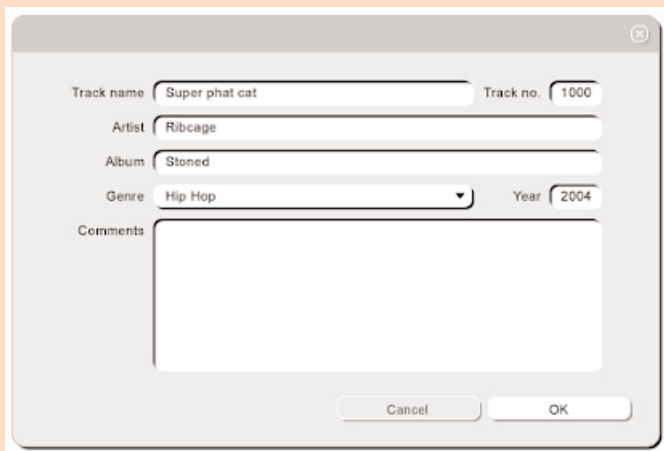 Track name Super phat cat Track no. 1000
Artist Ribcage
Album Stoned
Genre Hip Hop Year 2004
Comments
Cancel OK